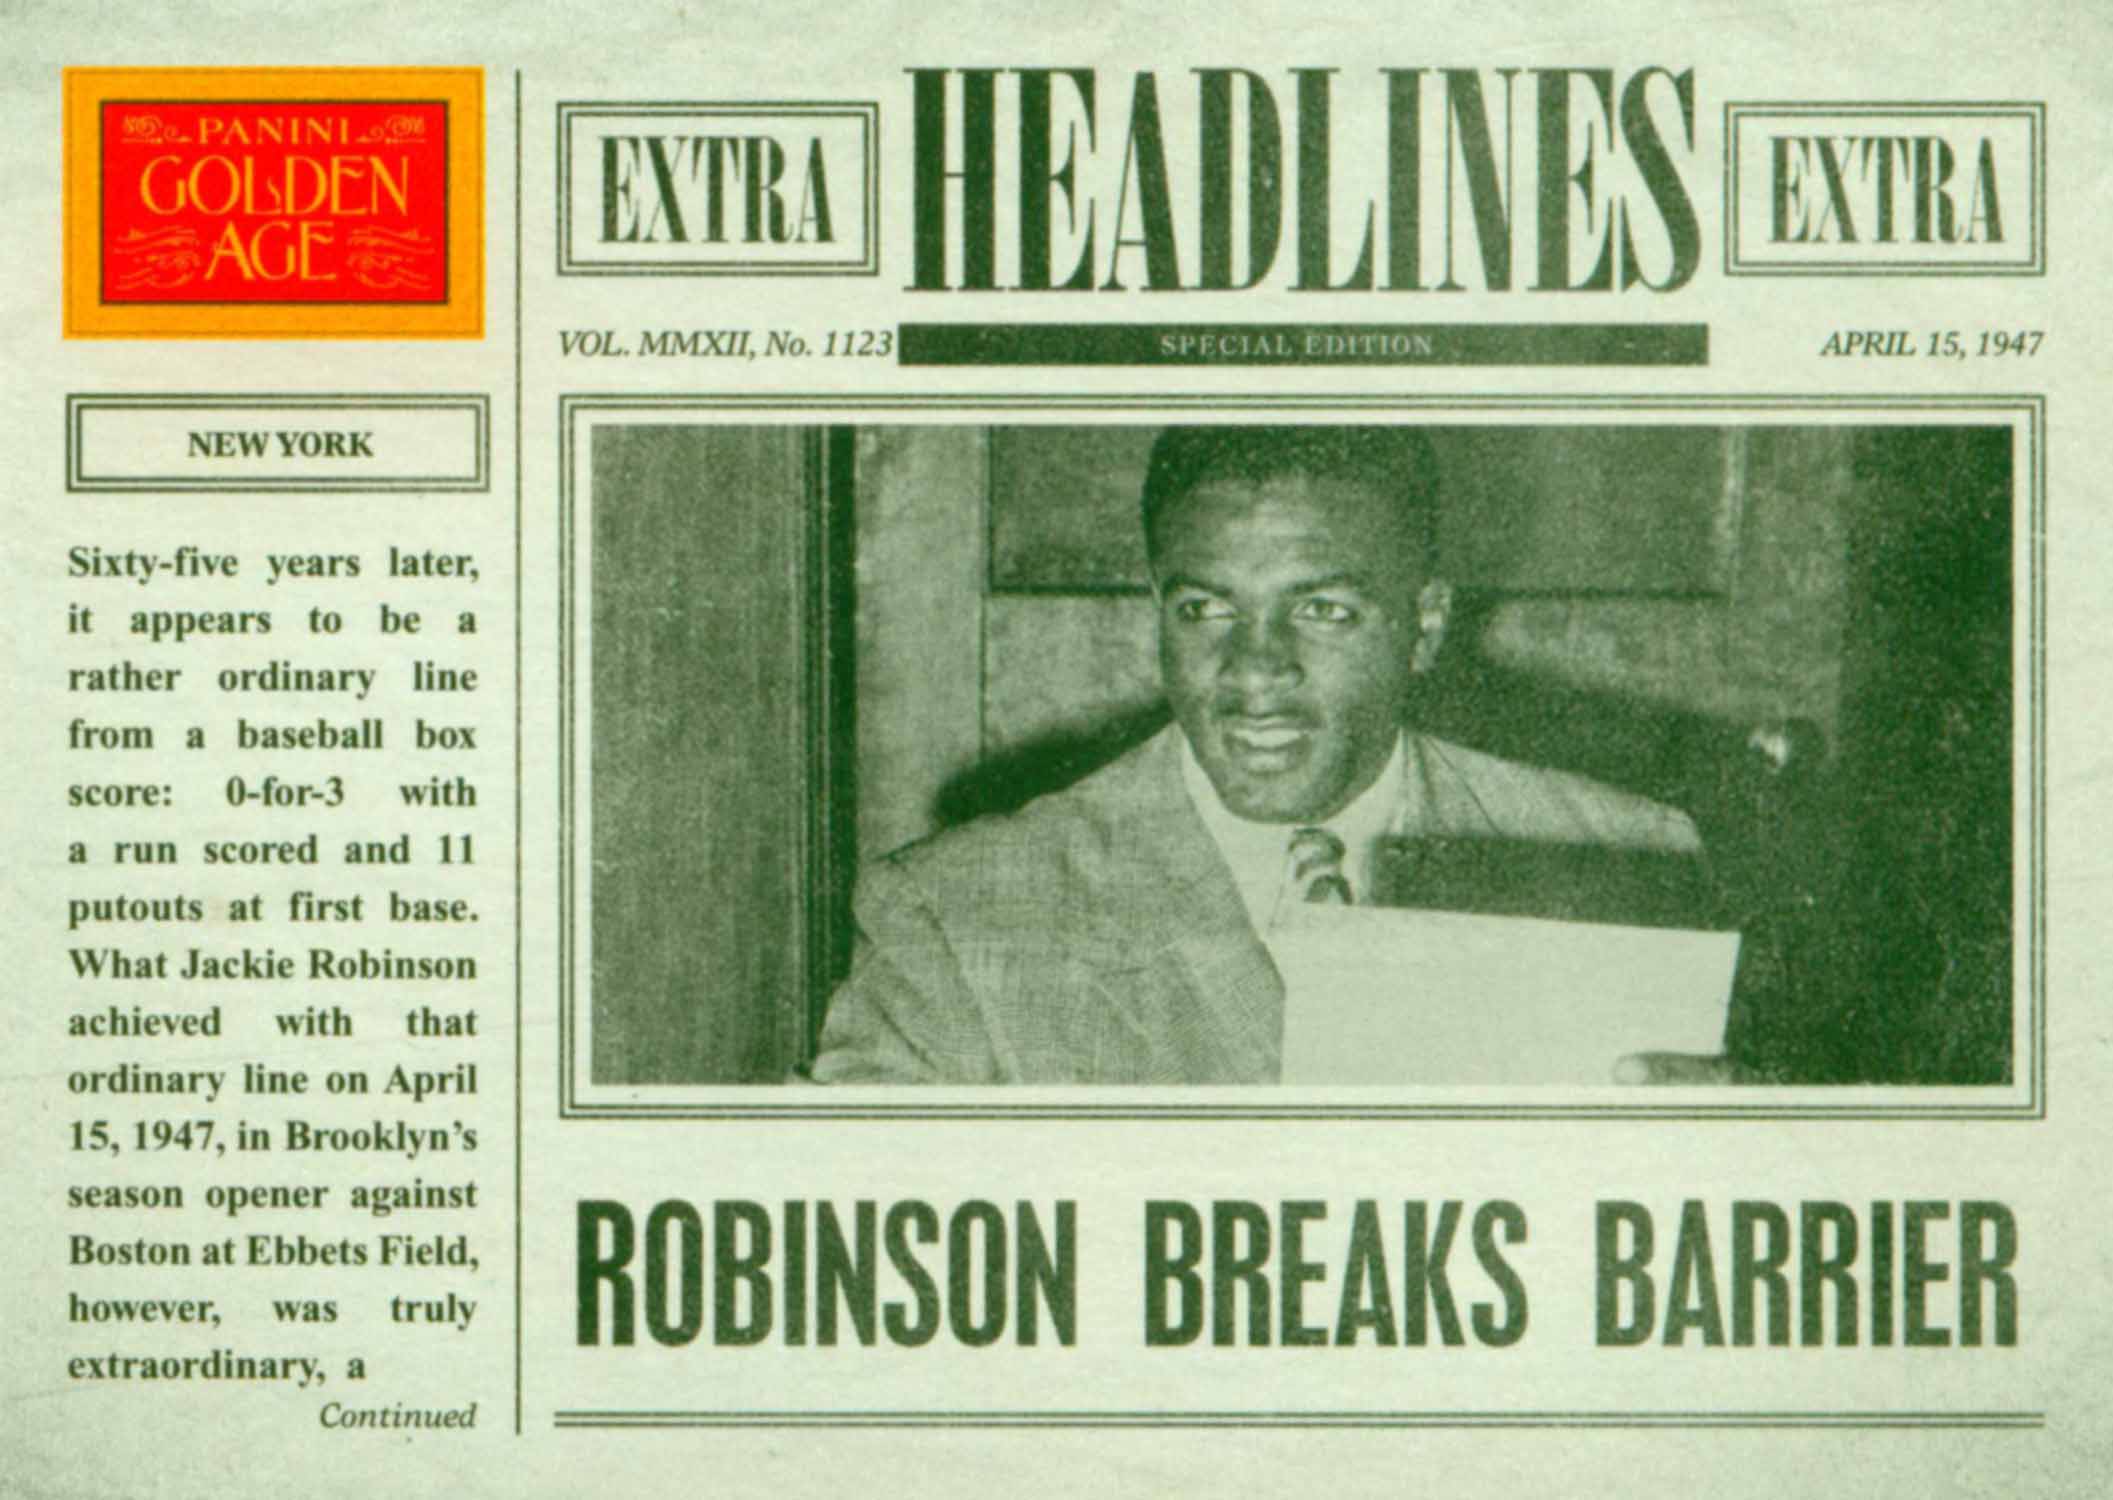 PANINI
GOLDEN
AGE
NEW YORK
Sixty-five years later,
it appears to be a
rather ordinary line
from a baseball box
score: 0-for-3 with
a run scored and 11
putouts at first base.
What Jackie Robinson
achieved with that
ordinary line on April
15, 1947, in Brooklyn's
season opener against
Boston at Ebbets Field,
however, was truly
extraordinary, a
Continued
EXTRA HEADLINES EXTRA
VOL. MMXII, No. 1123 SPECIAL EDITION APRIL 15, 1947
ROBINSON BREAKS BARRIER